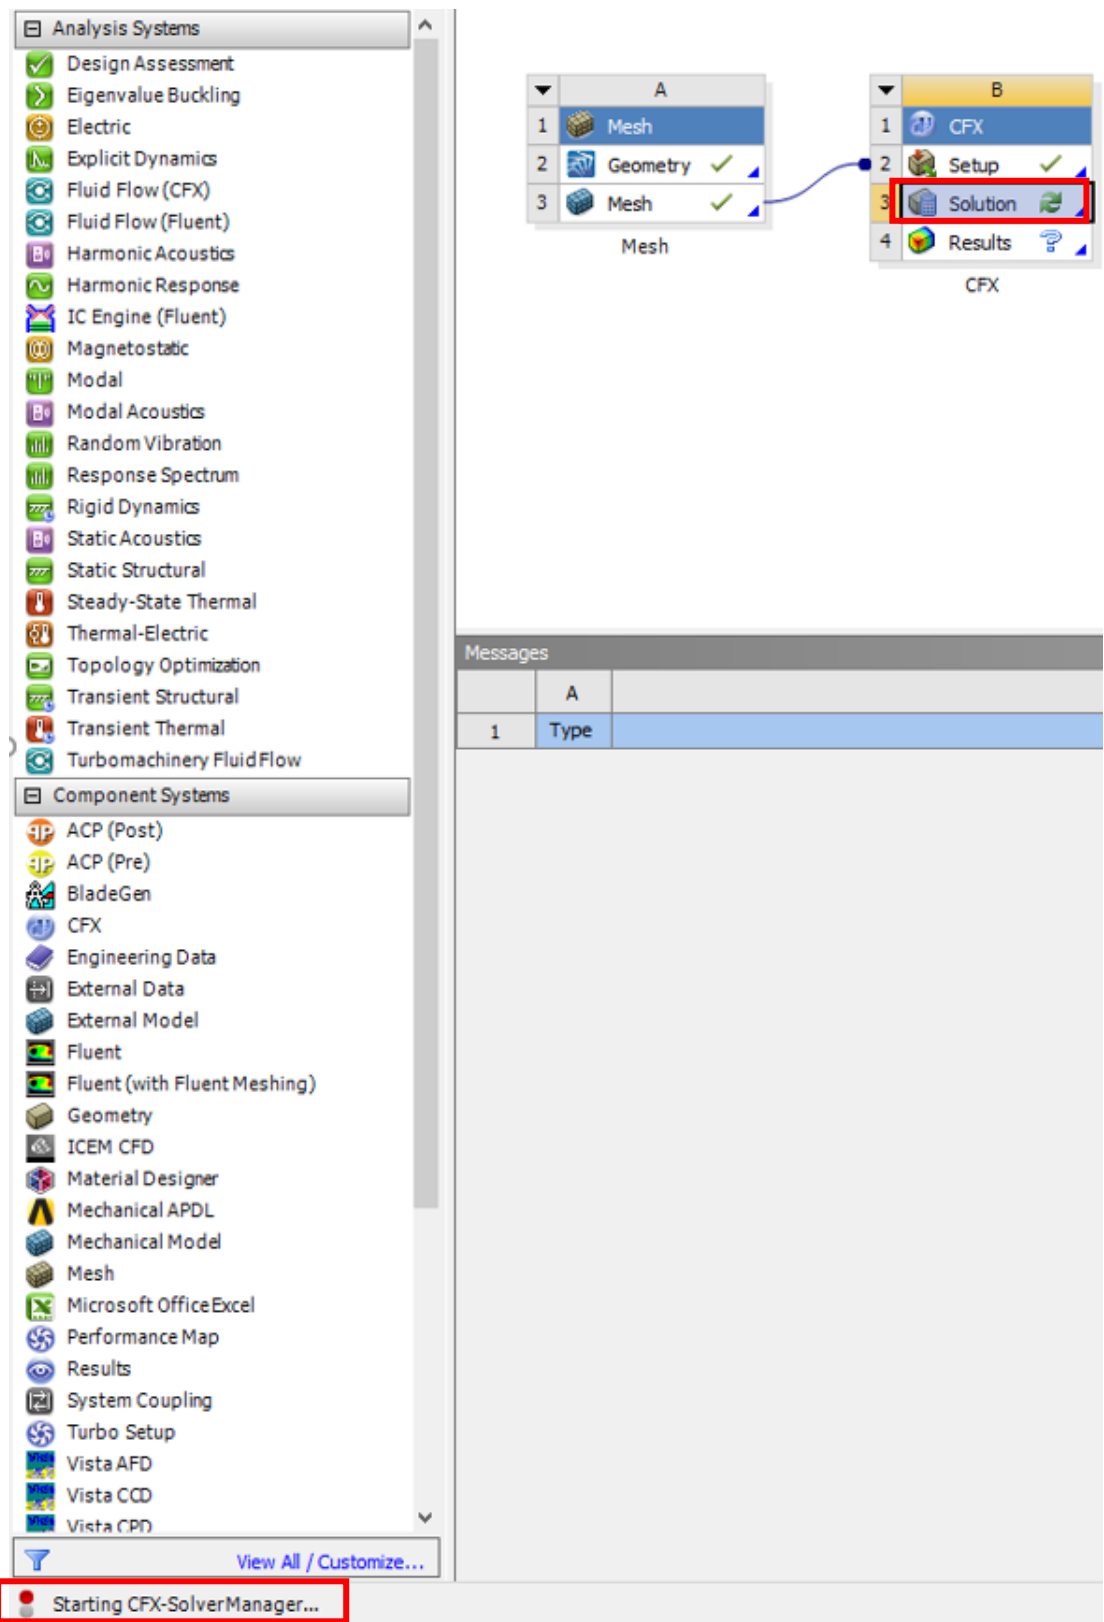 Analysis Systems
Design Assessment
Eigenvalue Buckling
Electric
Explicit Dynamics
Fluid Flow (CFX)
Fluid Flow (Fluent)
Harmonic Acoustics
Harmonic Response
IC Engine (Fluent)
Magnetostatic
Modal
Modal Acoustics
Random Vibration
Response Spectrum
Rigid Dynamics
Static Acoustics
Static Structural
Steady-State Thermal
Thermal-Electric
Topology Optimization
Transient Structural
Transient Thermal
Turbomachinery Fluid Flow
Component Systems
ACP (Post)
ACP (Pre)
BladeGen
CFX
Engineering Data
External Data
External Model
Fluent
Fluent (with Fluent Meshing)
Geometry
ICEM CFD
Material Designer
Mechanical APDL
Mechanical Model
Mesh
Microsoft Office Excel
Performance Map
Results
System Coupling
Turbo Setup
Vista AFD
Vista CCD
Vista CPD
View All / Customize...
Starting CFX-Solver Manager...
A
1 Mesh
2 Geometry
3 Mesh
Mesh
B
1 CFX
2 Setup
3 Solution
4 Results
CFX
Messages
A
1 Type